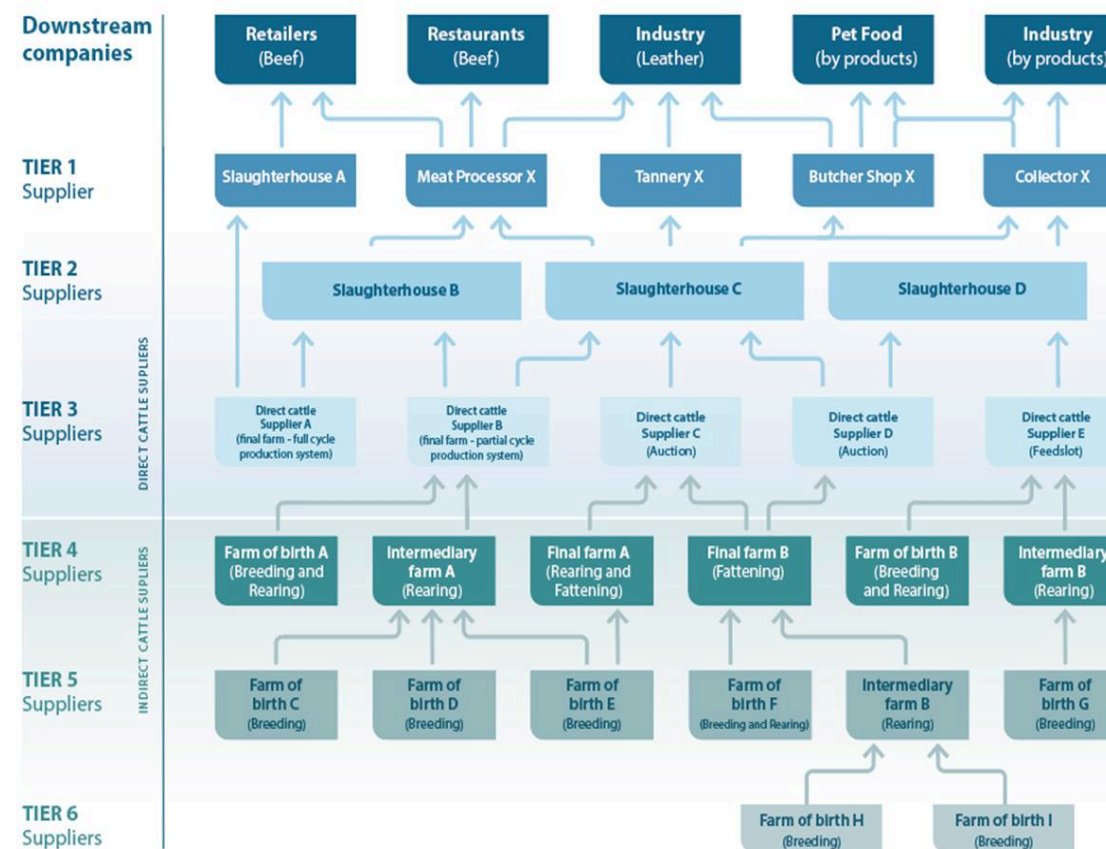 Downstream
companies
Retailers
(Beef)
Restaurants
(Beef)
Industry
(Leather)
Pet Food
(by products)
Industry
(by products)
TIER 1
Supplier
Slaughterhouse A
Meat Processor X
Tannery X
Butcher Shop X
Collector X
TIER 2
Suppliers
Slaughterhouse B
Slaughterhouse C
Slaughterhouse D
DIRECT CATTLE SUPLIERS
TIER 3
Suppliers
Direct cattle
Supplier A
(final farm - full cycle
production system)
Direct cattle
Supplier B
(final farm - partial cycle
production system)
Direct cattle
Supplier C
(Auction)
Direct cattle
Supplier D
(Auction)
Direct cattle
Supplier E
(Feedslot)
INDIRECT CATTLE SUPLIERS
TIER 4
Suppliers
Farm of birth A
(Breeding and
Rearing)
Intermediary
farm A
(Rearing)
Final farm A
(Rearing and
Fattening)
Final farm B
(Fattening)
Farm of birth B
(Breeding
and Rearing)
Intermediary
farm B
(Rearing)
TIER 5
Suppliers
Farm of
birth C
(Breeding)
Farm of
birth D
(Breeding)
Farm of
birth E
(Breeding)
Farm of
birth F
(Breeding and Rearing)
Intermediary
farm B
(Rearing)
Farm of
birth G
(Breeding)
TIER 6
Suppliers
Farm of birth H
(Breeding)
Farm of birth I
(Breeding)